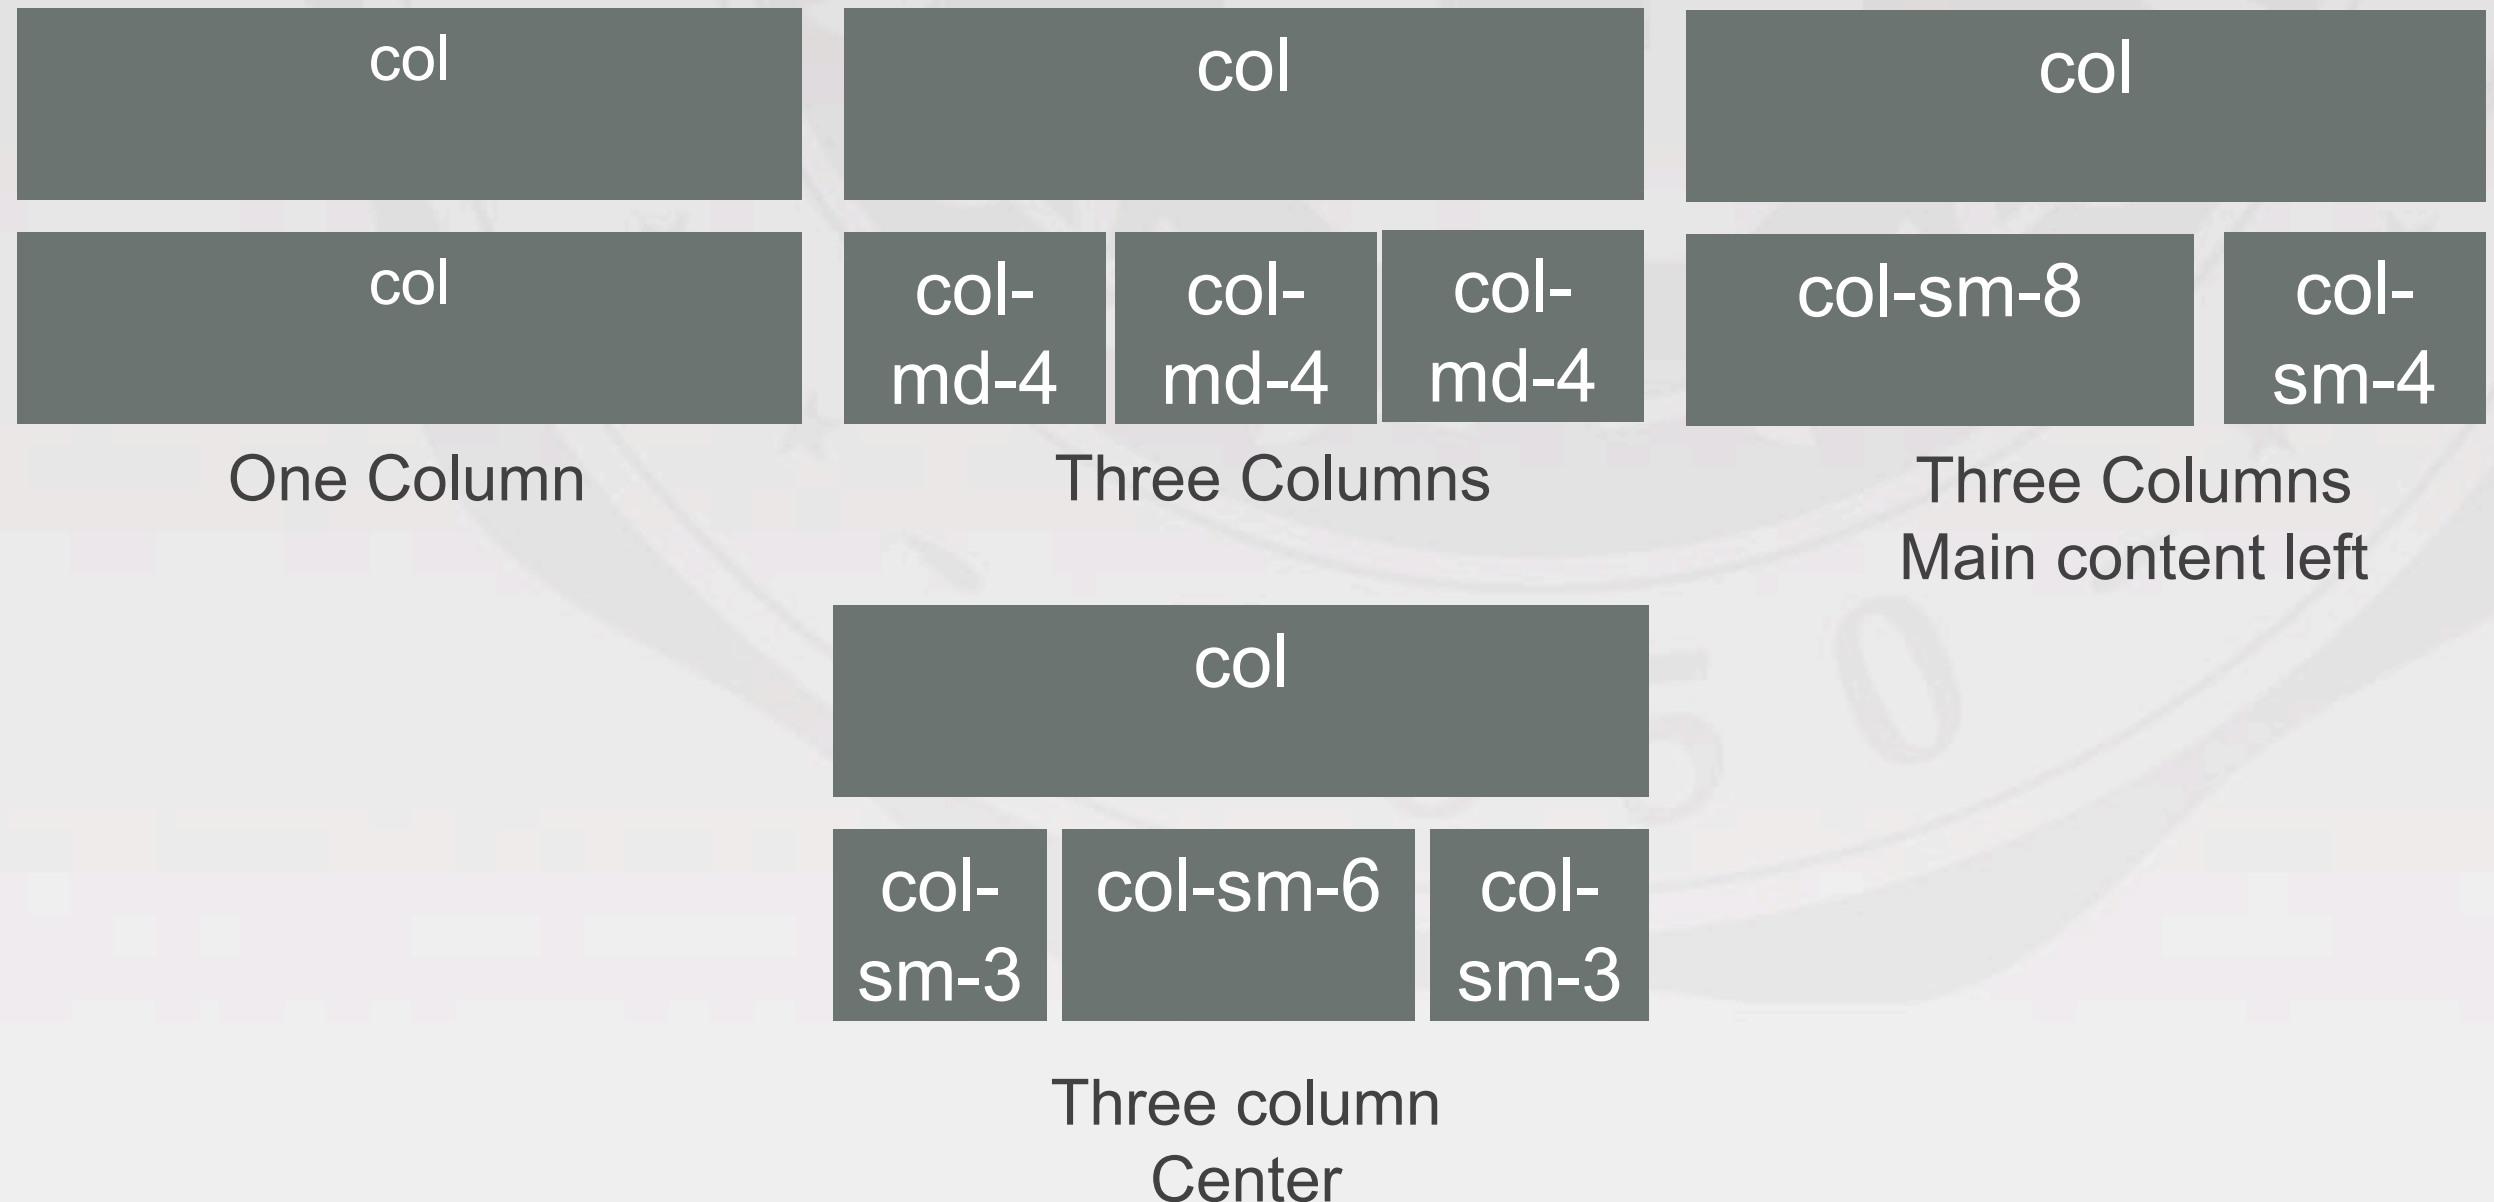 col
col
One Column
col
col-
md-4
col-
md-4
col-
md-4
Three Columns
col
col-sm-8
col-
sm-4
Three Columns
Main content left
col
col-
sm-3
col-sm-6
col-
sm-3
Three column
Center